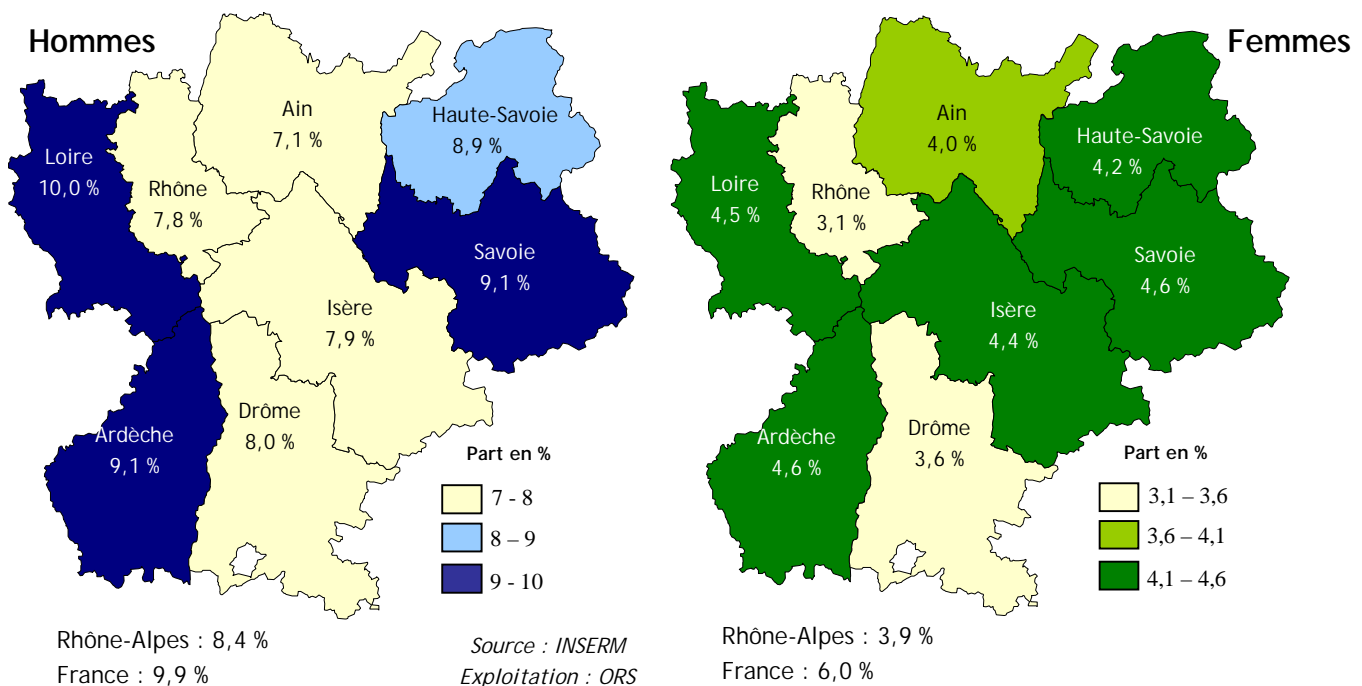 Hommes
Ain
7,1 %
Haute-Savoie
8,9 %
Loire
10,0 %
Rhône
7,8 %
Savoie
9,1 %
Isère
7,9 %
Drôme
8,0 %
Ardèche
9,1 %
Part en %
7 - 8
8 – 9
9 - 10
Rhône-Alpes : 8,4 %
France : 9,9 %
Source : INSERM
Exploitation : ORS
Femmes
Ain
4,0 %
Haute-Savoie
4,2 %
Loire
4,5 %
Rhône
3,1 %
Savoie
4,6 %
Isère
4,4 %
Drôme
3,6 %
Ardèche
4,6 %
Part en %
3,1 – 3,6
3,6 – 4,1
4,1 – 4,6
Rhône-Alpes : 3,9 %
France : 6,0 %